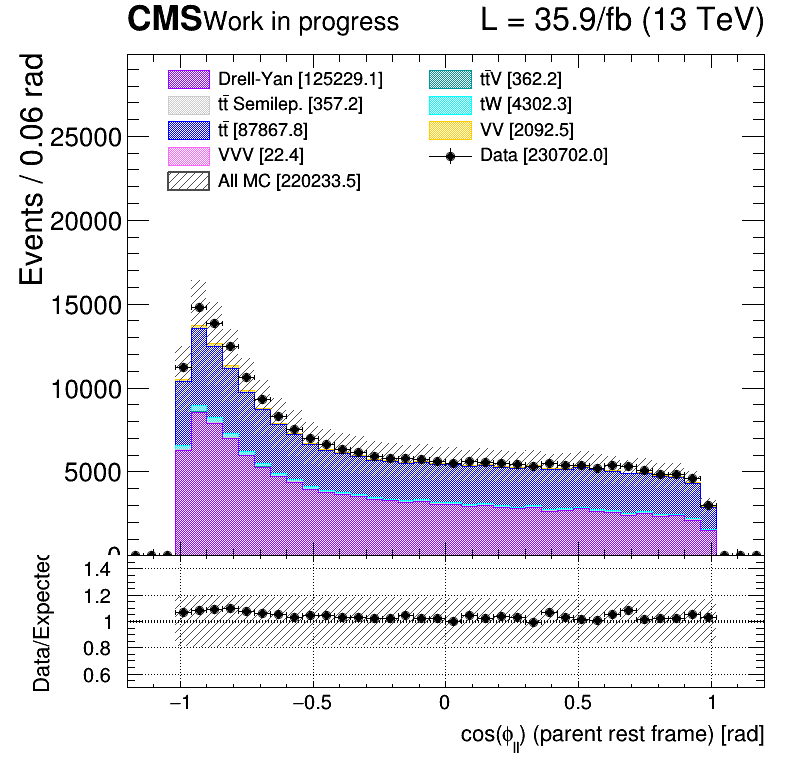 CMS Work in progress L = 35.9/fb (13 TeV)
Events / 0.06 rad
Drell-Yan [125229.1]
tt̄ Semilep. [357.2]
tt̄ [87867.8]
VVV [22.4]
All MC [220233.5]
tt̄V [362.2]
tW [4302.3]
VV [2092.5]
Data [230702.0]
25000
20000
15000
10000
5000
0
Data/Expected
1.4
1.2
1
0.8
0.6
−1 −0.5 0 0.5 1
cos(ϕ_ll) (parent rest frame) [rad]